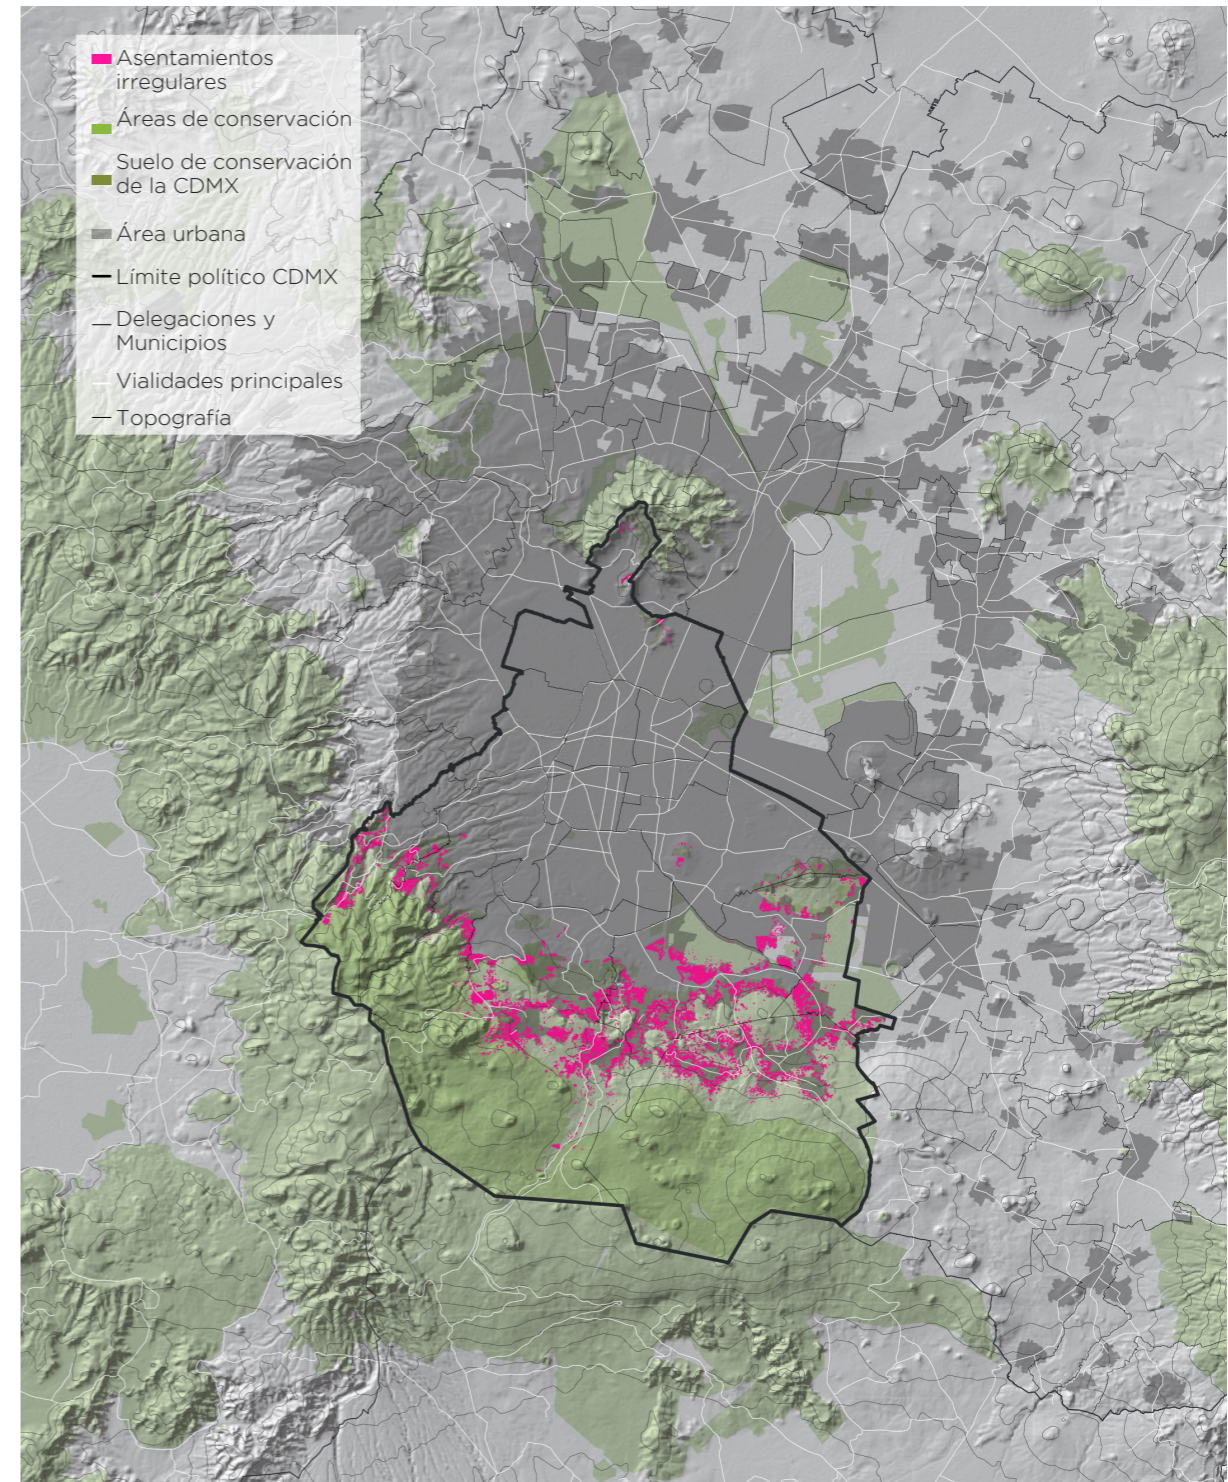 Asentamientos
irregulares
Áreas de conservación
Suelo de conservación
de la CDMX
Área urbana
Límite político CDMX
Delegaciones y
Municipios
Vialidades principales
Topografía